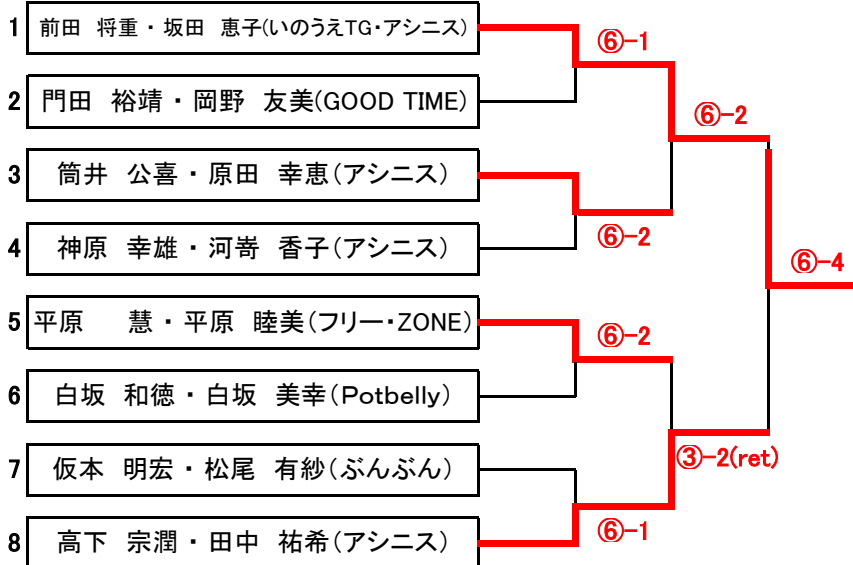 1 前田 将重・坂田 恵子(いのうえTG・アシニス)
⑥-1
2 門田 裕靖・岡野 友美(GOOD TIME)
⑥-2
3 筒井 公喜・原田 幸恵(アシニス)
⑥-2
4 神原 幸雄・河嵜 香子(アシニス)
⑥-4
5 平原 慧・平原 睦美(フリー・ZONE)
⑥-2
6 白坂 和徳・白坂 美幸(Potbelly)
7 仮本 明宏・松尾 有紗(ぶんぶん)
③-2(ret)
⑥-1
8 高下 宗潤・田中 祐希(アシニス)